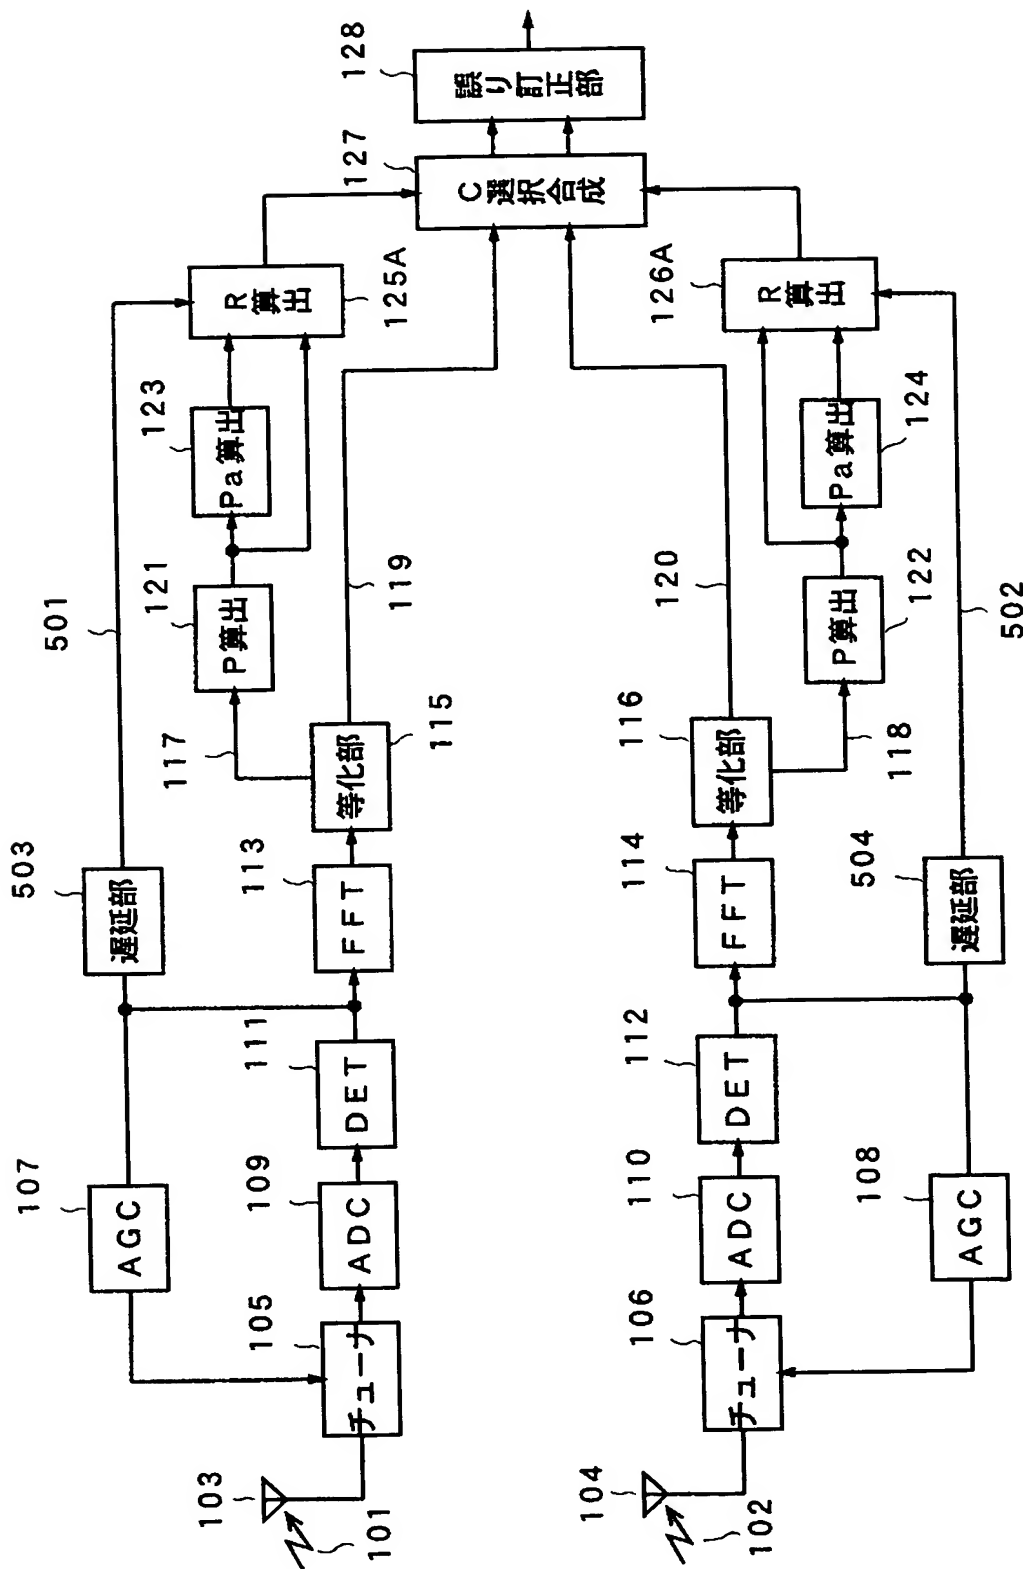 503
501
107
遅延部
AGC
121
123
P算出
Pa算出
R算出
125A
117
103
105
109
111
113
101
チューナ
ADC
DET
FFT
等化部
115
119
127
128
C選択合成
誤り訂正部
104
106
110
112
114
116
120
126A
102
チューナ
ADC
DET
FFT
等化部
118
P算出
122
Pa算出
124
R算出
108
504
AGC
遅延部
502